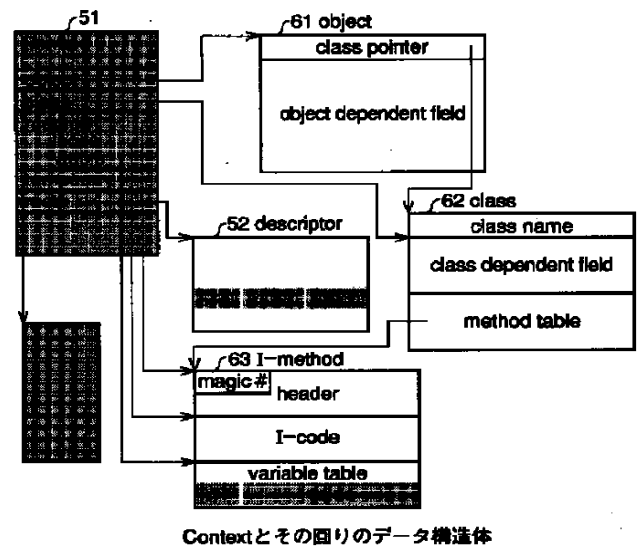 51
61 object
class pointer
object dependent field
62 class
class name
class dependent field
method table
52 descriptor
63 I-method
magic #
header
I-code
variable table
Contextとその回りのデータ構造体